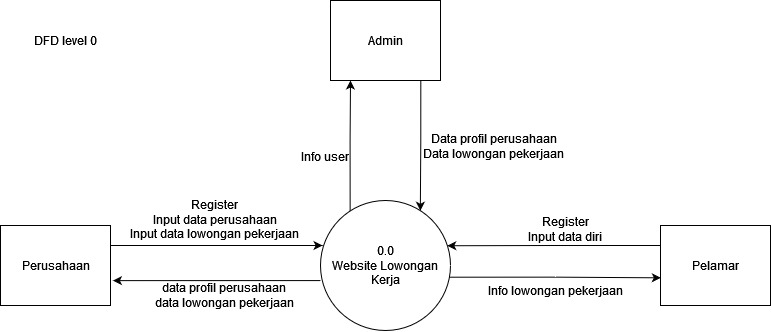 DFD level 0
Admin
Info user
Data profil perusahaan
Data lowongan pekerjaan
Register
Input data perusahaan
Input data lowongan pekerjaan
Register
Input data diri
Perusahaan
0.0
Website Lowongan
Kerja
Pelamar
data profil perusahaan
data lowongan pekerjaan
Info lowongan pekerjaan